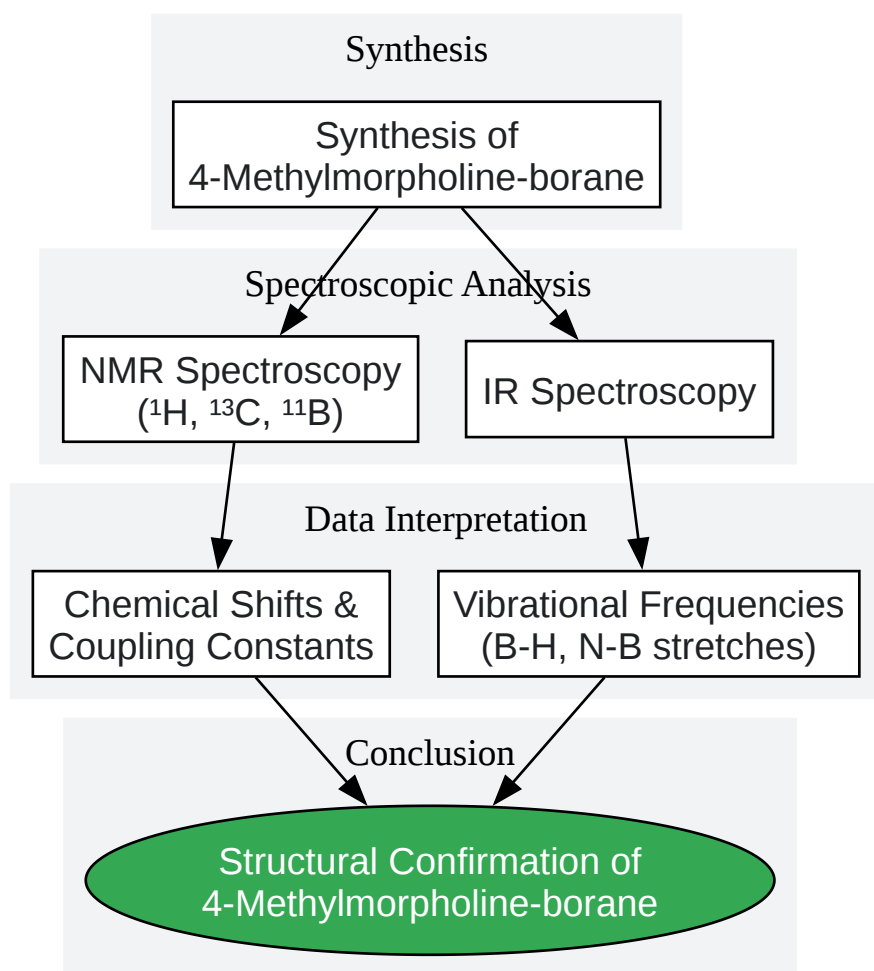 Synthesis
Synthesis of
4-Methylmorpholine-borane
Spectroscopic Analysis
NMR Spectroscopy
(¹H, ¹³C, ¹¹B)
IR Spectroscopy
Data Interpretation
Chemical Shifts &
Coupling Constants
Vibrational Frequencies
(B-H, N-B stretches)
Conclusion
Structural Confirmation of
4-Methylmorpholine-borane